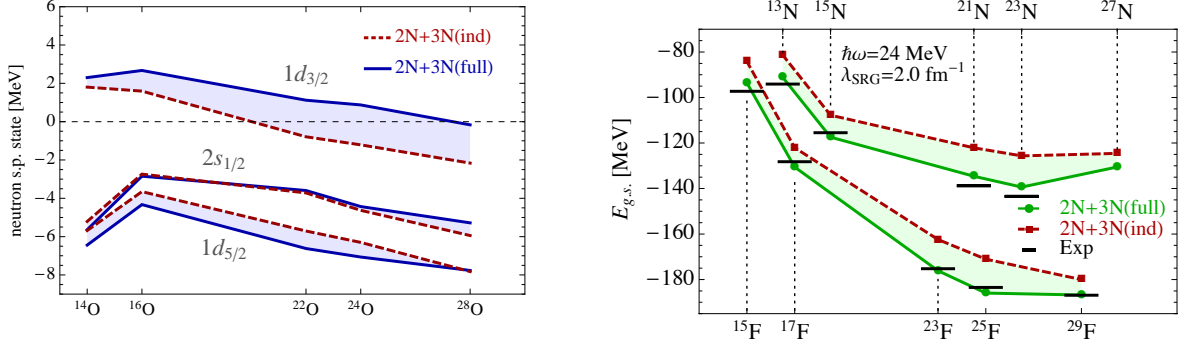 neutron s.p. state [MeV]
6
4
2
0
−2
−4
−6
−8
2N+3N(ind)
2N+3N(full)
1d3/2
2s1/2
1d5/2
¹⁴O ¹⁶O ²²O ²⁴O ²⁸O
¹³N ¹⁵N ²¹N ²³N ²⁷N
Eg.s. [MeV]
−80
−100
−120
−140
−160
−180
ℏω=24 MeV
λSRG=2.0 fm⁻¹
2N+3N(full)
2N+3N(ind)
Exp
¹⁵F ¹⁷F ²³F ²⁵F ²⁹F